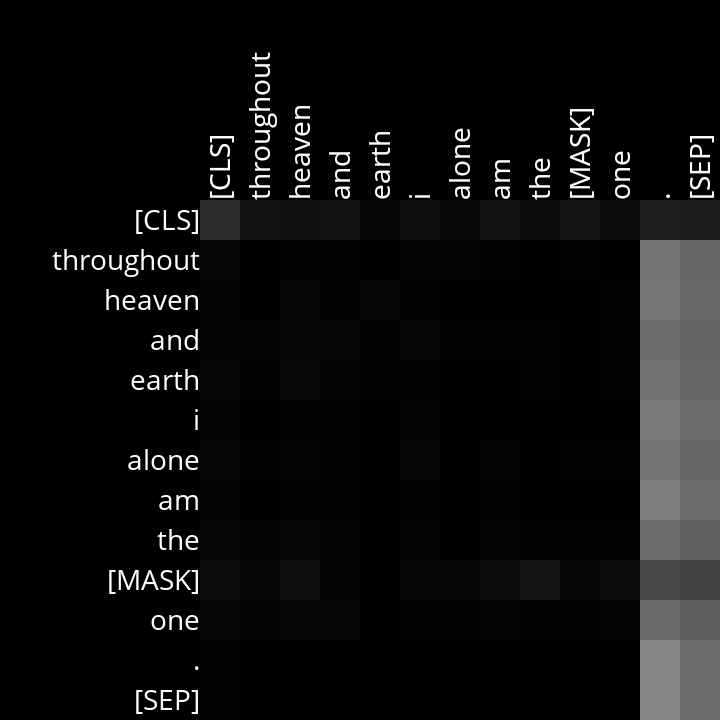 [CLS] throughout heaven and earth i alone am the [MASK] one . [SEP]
[CLS]
throughout
heaven
and
earth
i
alone
am
the
[MASK]
one
.
[SEP]